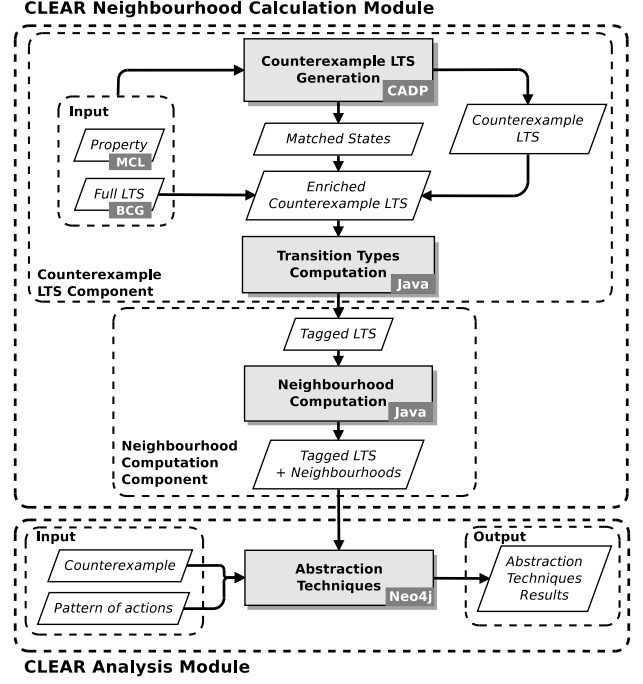 CLEAR Neighbourhood Calculation Module
Counterexample LTS
Generation
CADP
Input
Property
MCL
Full LTS
BCG
Matched States
Counterexample
LTS
Enriched
Counterexample LTS
Transition Types
Computation
Java
Counterexample
LTS Component
Tagged LTS
Neighbourhood
Computation
Java
Neighbourhood
Computation
Component
Tagged LTS
+ Neighbourhoods
Input
Counterexample
Pattern of actions
Abstraction
Techniques
Neo4j
Output
Abstraction
Techniques
Results
CLEAR Analysis Module